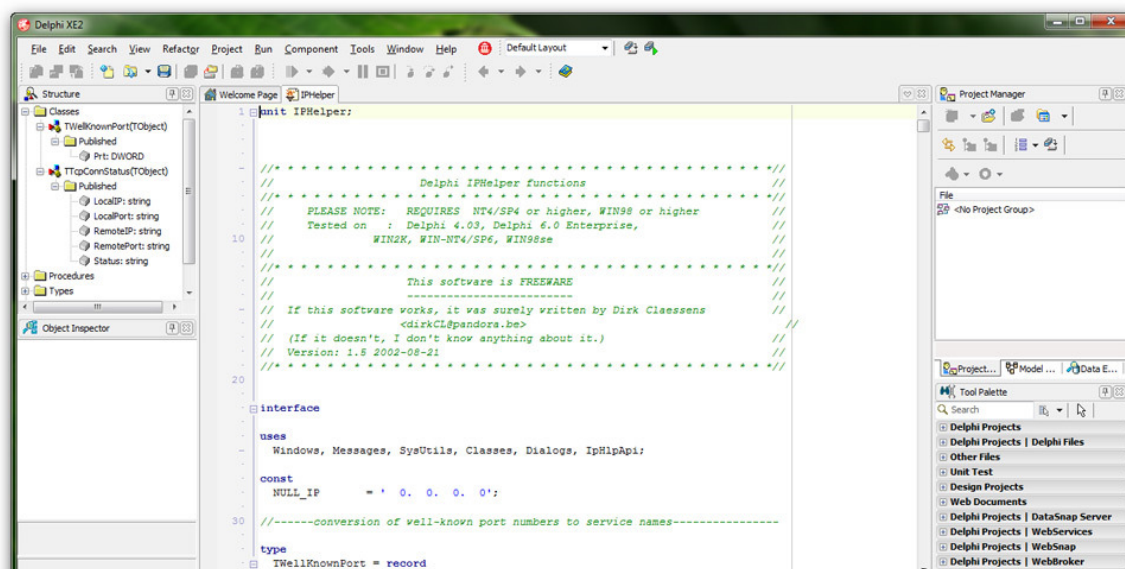 Delphi XE2
File Edit Search View Refactor Project Run Component Tools Window Help Default Layout
Structure
Classes
TWellKnownPort(TObject)
Published
Prt: DWORD
TTcpConnStatus(TObject)
Published
LocalIP: string
LocalPort: string
RemoteIP: string
RemotePort: string
Status: string
Procedures
Types
Object Inspector
Welcome Page IPHelper
1 unit IPHelper;
//* * * * * * * * * * * * * * * * * * * * * * * * * * * * * * * * * * * * * *//
// Delphi IPHelper functions //
//* * * * * * * * * * * * * * * * * * * * * * * * * * * * * * * * * * * * * *//
// PLEASE NOTE: REQUIRES NT4/SP4 or higher, WIN98 or higher //
// Tested on : Delphi 4.03, Delphi 6.0 Enterprise, //
10 // WIN2K, WIN-NT4/SP6, WIN98se //
// //
//* * * * * * * * * * * * * * * * * * * * * * * * * * * * * * * * * * * * * *//
// This software is FREEWARE //
// ------------------------- //
// If this software works, it was surely written by Dirk Claessens //
// <dirkCL@pandora.be> //
// (If it doesn't, I don't know anything about it.) //
// Version: 1.5 2002-08-21 //
//* * * * * * * * * * * * * * * * * * * * * * * * * * * * * * * * * * * * * *//
20
interface
uses
Windows, Messages, SysUtils, Classes, Dialogs, IpHlpApi;
const
NULL_IP = ' 0. 0. 0. 0';
30 //------conversion of well-known port numbers to service names----------------
type
TWellKnownPort = record
Project Manager
File
<No Project Group>
Project... Model ... Data E...
Tool Palette
Search
Delphi Projects
Delphi Projects | Delphi Files
Other Files
Unit Test
Design Projects
Web Documents
Delphi Projects | DataSnap Server
Delphi Projects | WebServices
Delphi Projects | WebSnap
Delphi Projects | WebBroker